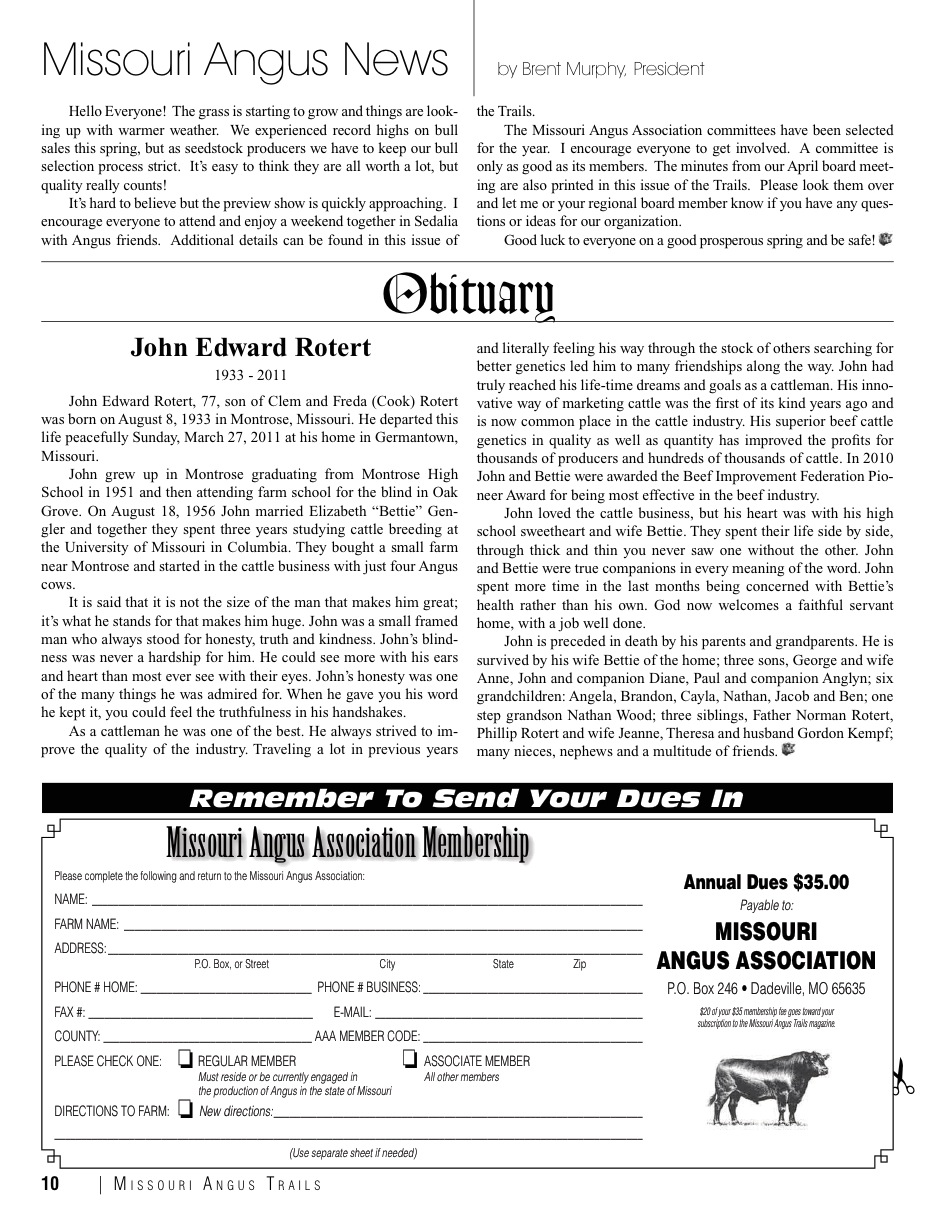 Missouri Angus News
by Brent Murphy, President
Hello Everyone!  The grass is starting to grow and things are look-
ing up with warmer weather.  We experienced record highs on bull
sales this spring, but as seedstock producers we have to keep our bull
selection process strict.  It's easy to think they are all worth a lot, but
quality really counts!
It's hard to believe but the preview show is quickly approaching.  I
encourage everyone to attend and enjoy a weekend together in Sedalia
with Angus friends.  Additional details can be found in this issue of
the Trails.
The Missouri Angus Association committees have been selected
for the year.  I encourage everyone to get involved.  A committee is
only as good as its members.  The minutes from our April board meet-
ing are also printed in this issue of the Trails.  Please look them over
and let me or your regional board member know if you have any ques-
tions or ideas for our organization.
Good luck to everyone on a good prosperous spring and be safe!
Obituary
John Edward Rotert
1933 - 2011
John Edward Rotert, 77, son of Clem and Freda (Cook) Rotert
was born on August 8, 1933 in Montrose, Missouri. He departed this
life peacefully Sunday, March 27, 2011 at his home in Germantown,
Missouri.
John grew up in Montrose graduating from Montrose High
School in 1951 and then attending farm school for the blind in Oak
Grove. On August 18, 1956 John married Elizabeth “Bettie” Gen-
gler and together they spent three years studying cattle breeding at
the University of Missouri in Columbia. They bought a small farm
near Montrose and started in the cattle business with just four Angus
cows.
It is said that it is not the size of the man that makes him great;
it's what he stands for that makes him huge. John was a small framed
man who always stood for honesty, truth and kindness. John's blind-
ness was never a hardship for him. He could see more with his ears
and heart than most ever see with their eyes. John's honesty was one
of the many things he was admired for. When he gave you his word
he kept it, you could feel the truthfulness in his handshakes.
As a cattleman he was one of the best. He always strived to im-
prove the quality of the industry. Traveling a lot in previous years
and literally feeling his way through the stock of others searching for
better genetics led him to many friendships along the way. John had
truly reached his life-time dreams and goals as a cattleman. His inno-
vative way of marketing cattle was the first of its kind years ago and
is now common place in the cattle industry. His superior beef cattle
genetics in quality as well as quantity has improved the profits for
thousands of producers and hundreds of thousands of cattle. In 2010
John and Bettie were awarded the Beef Improvement Federation Pio-
neer Award for being most effective in the beef industry.
John loved the cattle business, but his heart was with his high
school sweetheart and wife Bettie. They spent their life side by side,
through thick and thin you never saw one without the other. John
and Bettie were true companions in every meaning of the word. John
spent more time in the last months being concerned with Bettie's
health rather than his own. God now welcomes a faithful servant
home, with a job well done.
John is preceded in death by his parents and grandparents. He is
survived by his wife Bettie of the home; three sons, George and wife
Anne, John and companion Diane, Paul and companion Anglyn; six
grandchildren: Angela, Brandon, Cayla, Nathan, Jacob and Ben; one
step grandson Nathan Wood; three siblings, Father Norman Rotert,
Phillip Rotert and wife Jeanne, Theresa and husband Gordon Kempf;
many nieces, nephews and a multitude of friends.
Remember To Send Your Dues In
Missouri Angus Association Membership
Please complete the following and return to the Missouri Angus Association:
NAME:
FARM NAME:
ADDRESS:
P.O. Box, or Street City State Zip
PHONE # HOME: PHONE # BUSINESS:
FAX #: E-MAIL:
COUNTY: AAA MEMBER CODE:
PLEASE CHECK ONE: REGULAR MEMBER ASSOCIATE MEMBER
Must reside or be currently engaged in All other members
the production of Angus in the state of Missouri
DIRECTIONS TO FARM: New directions:
(Use separate sheet if needed)
Annual Dues $35.00
Payable to:
MISSOURI
ANGUS ASSOCIATION
P.O. Box 246 • Dadeville, MO 65635
$20 of your $35 membership fee goes toward your
subscription to the Missouri Angus Trails magazine.
10 | MISSOURI ANGUS TRAILS